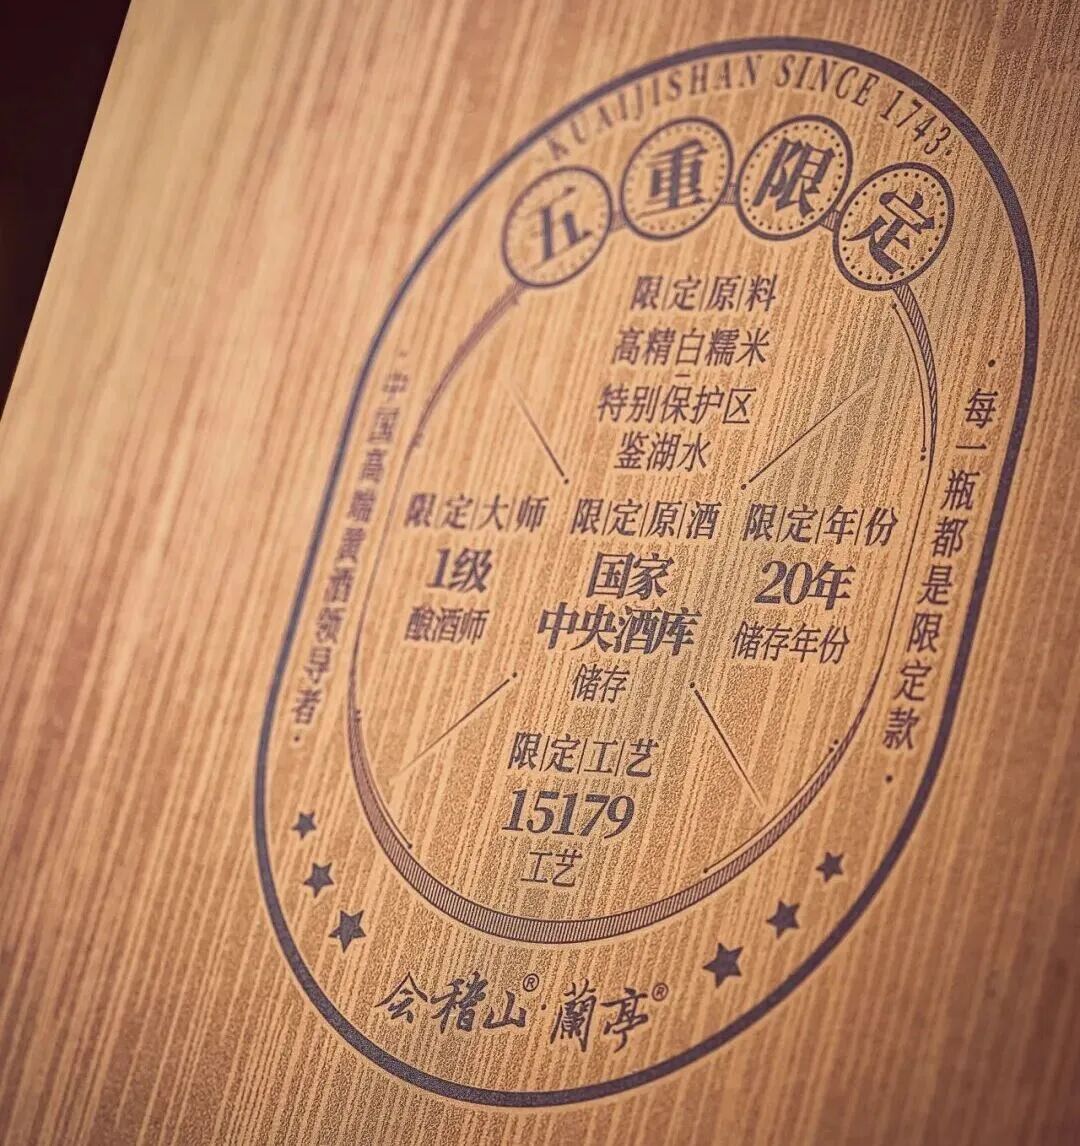 KUAIJISHAN SINCE 1743
五重限定
限定原料
高精白糯米
特别保护区
鉴湖水
限定大师
1级
酿酒师
限定原酒
国家
中央酒库
储存
限定年份
20年
储存年份
限定工艺
15179
工艺
·中国高端黄酒领导者·
·每一瓶都是限定款·
会稽山®·蘭亭®